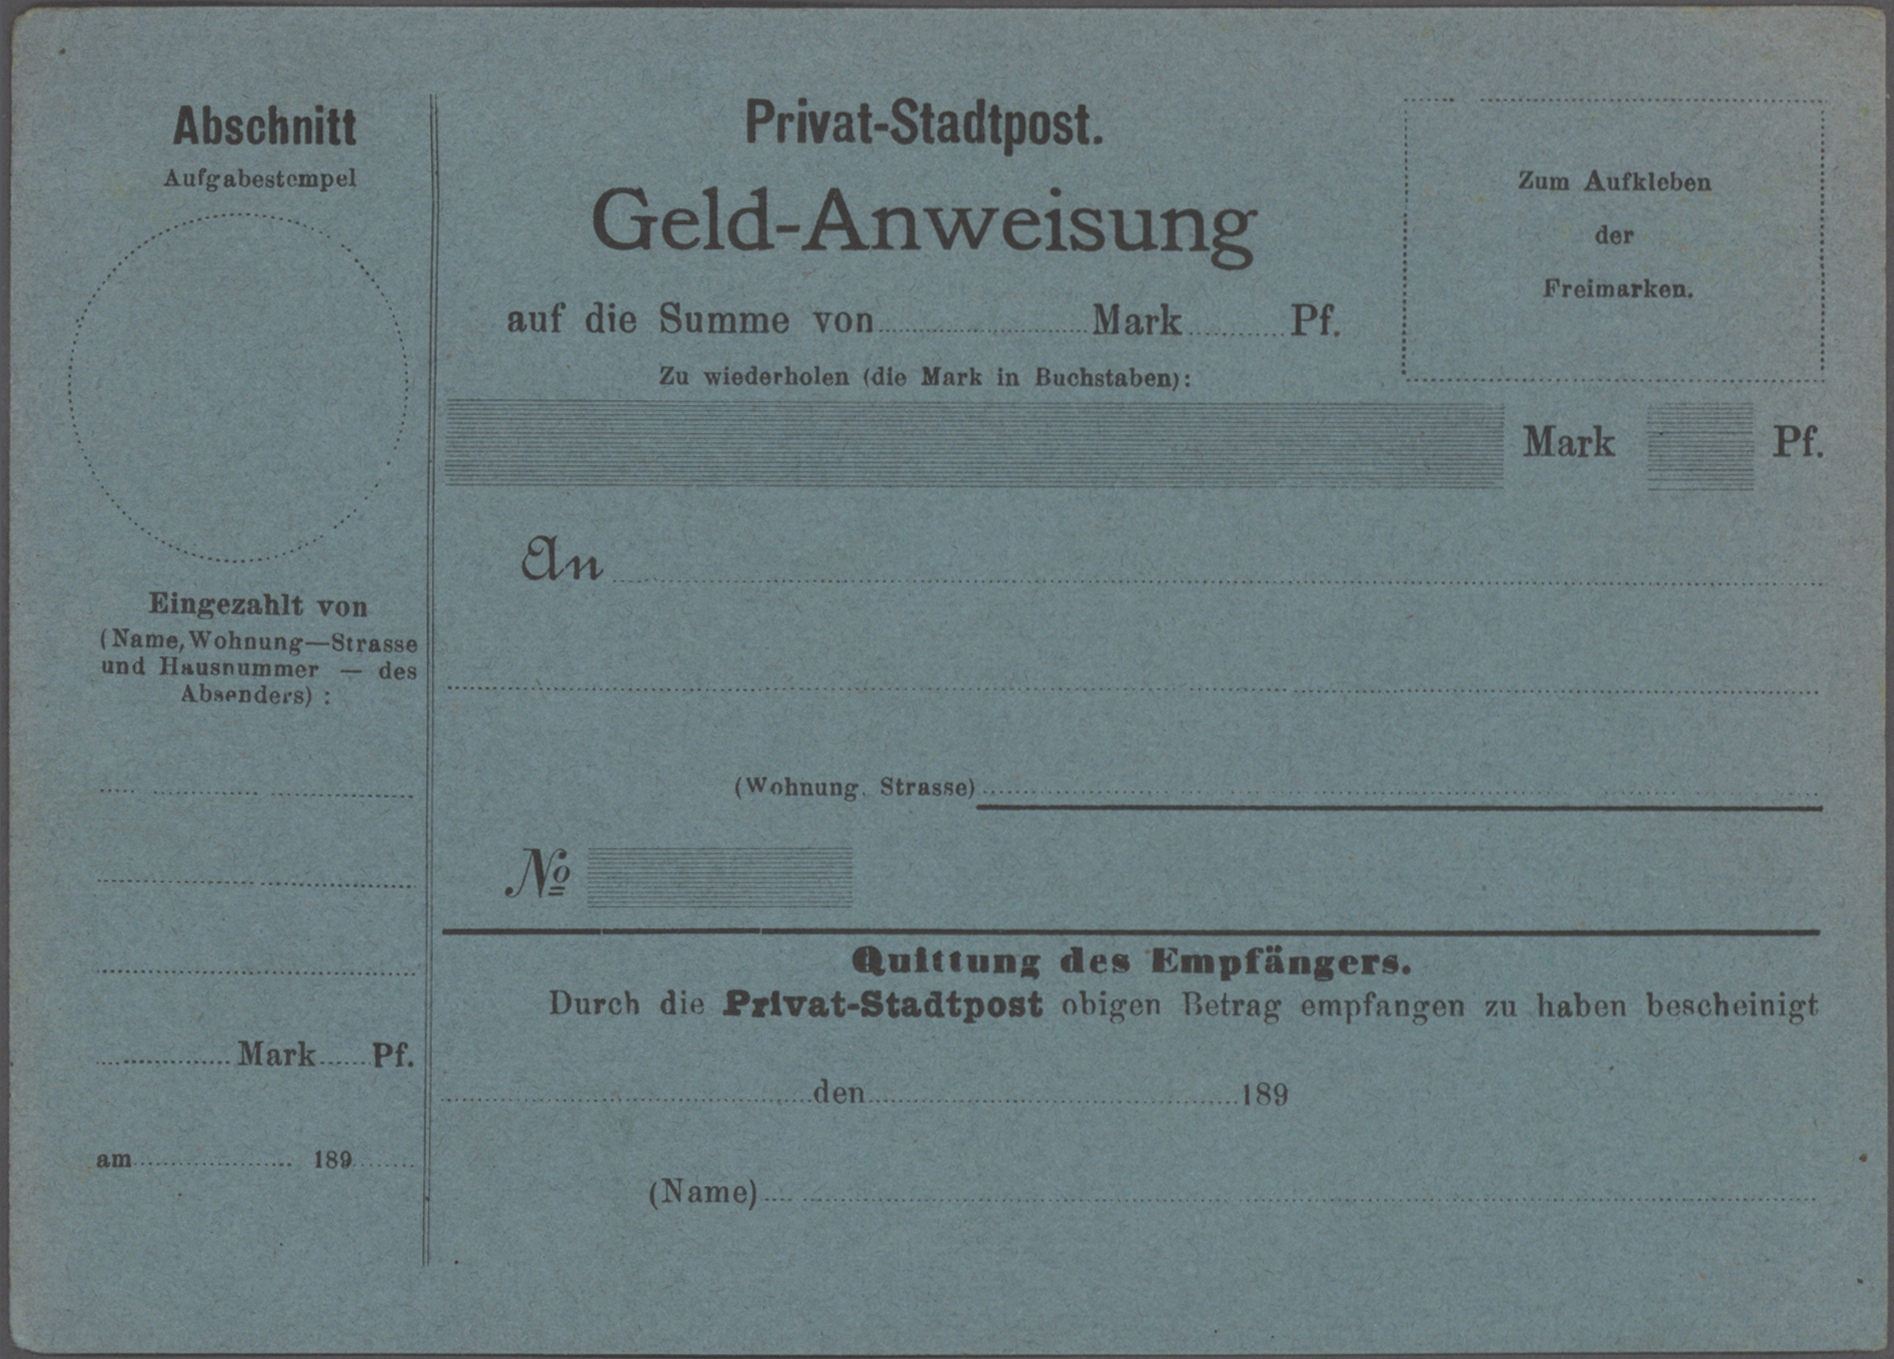 Abschnitt
Aufgabestempel
Eingezahlt von
(Name, Wohnung—Strasse
und Hausnummer — des
Absenders) :
Mark Pf.
am 189
Privat-Stadtpost.
Geld-Anweisung
auf die Summe von Mark Pf.
Zu wiederholen (die Mark in Buchstaben):
Mark Pf.
Zum Aufkleben
der
Freimarken.
An
(Wohnung, Strasse)
№
Quittung des Empfängers.
Durch die Privat-Stadtpost obigen Betrag empfangen zu haben bescheinigt
den 189
(Name)